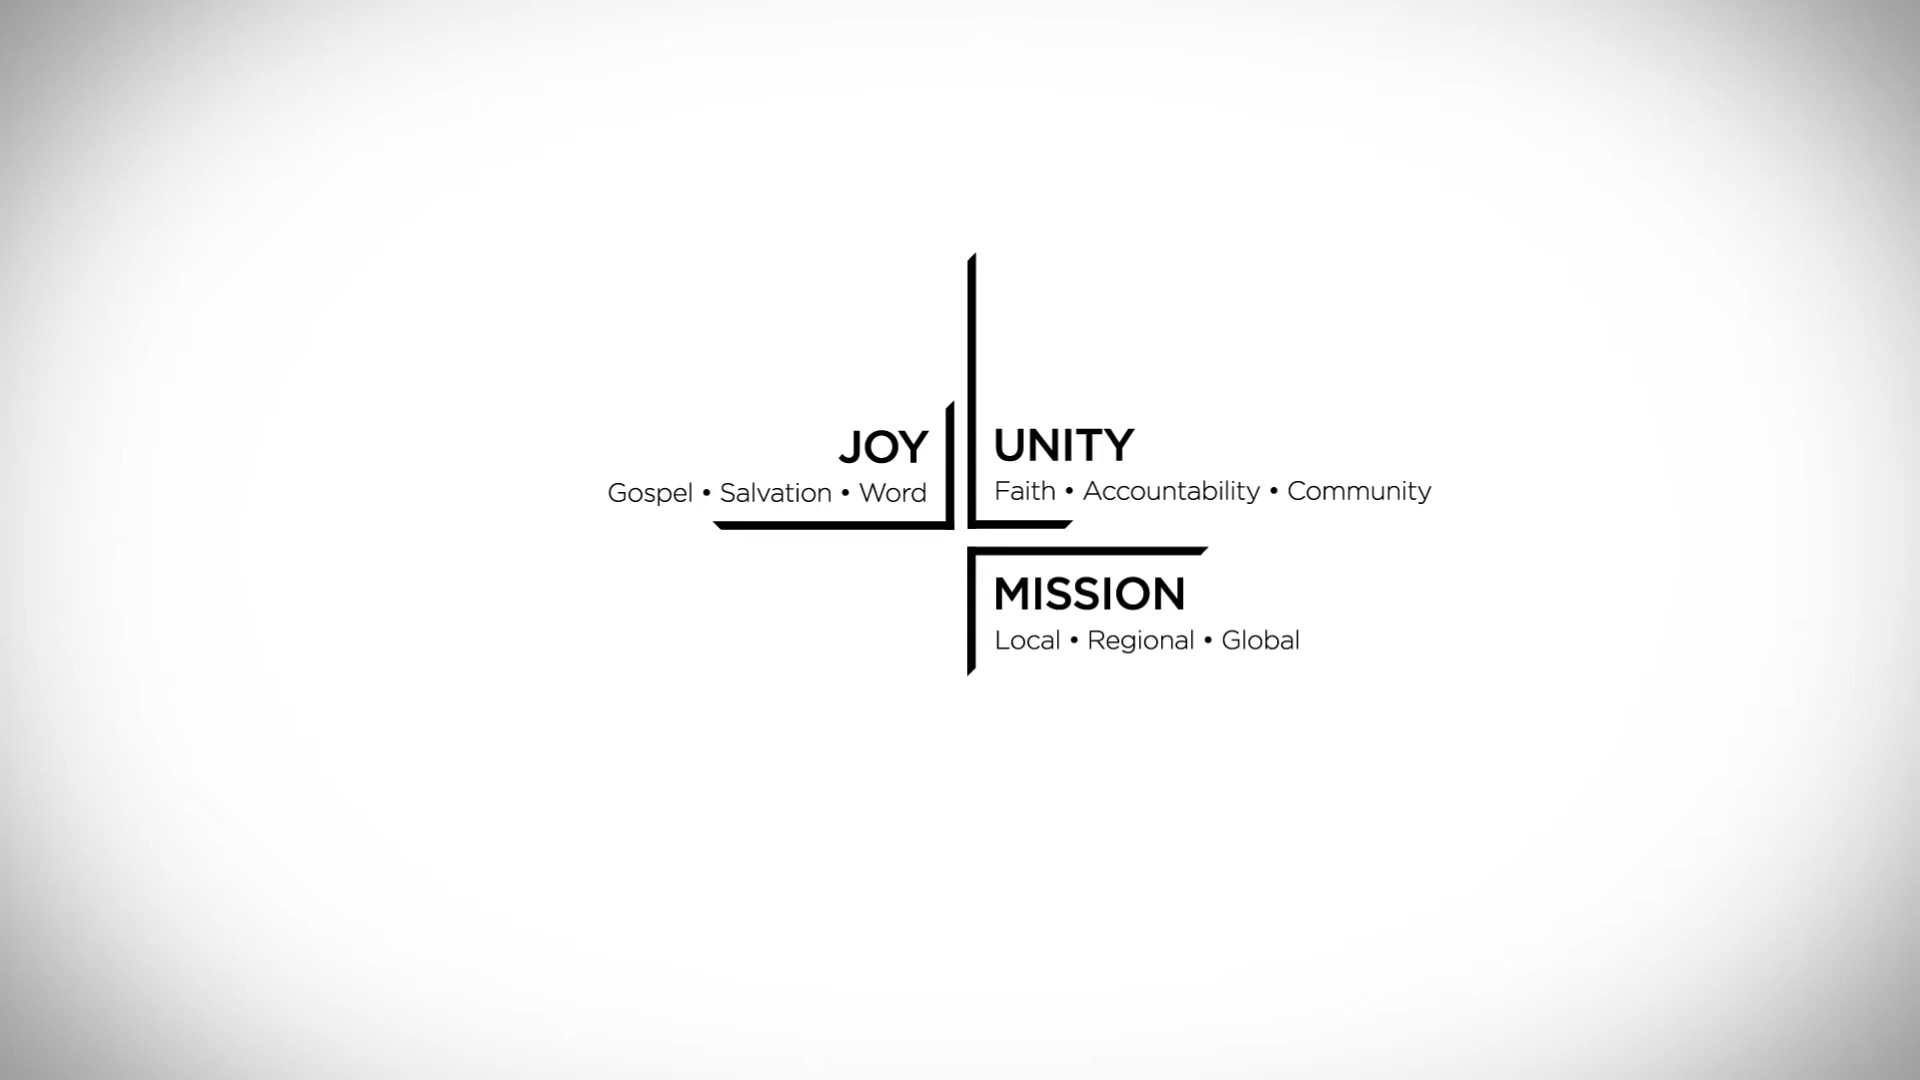 JOY
Gospel • Salvation • Word
UNITY
Faith • Accountability • Community
MISSION
Local • Regional • Global